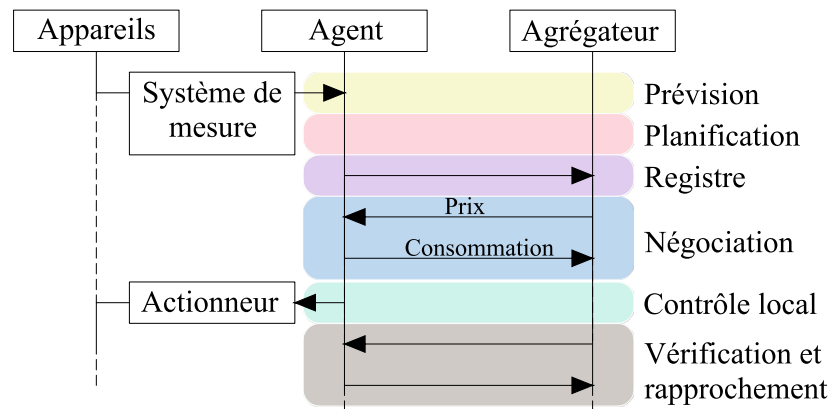 Appareils
Agent
Agrégateur
Système de
mesure
Prévision
Planification
Registre
Prix
Consommation
Négociation
Actionneur
Contrôle local
Vérification et
rapprochement